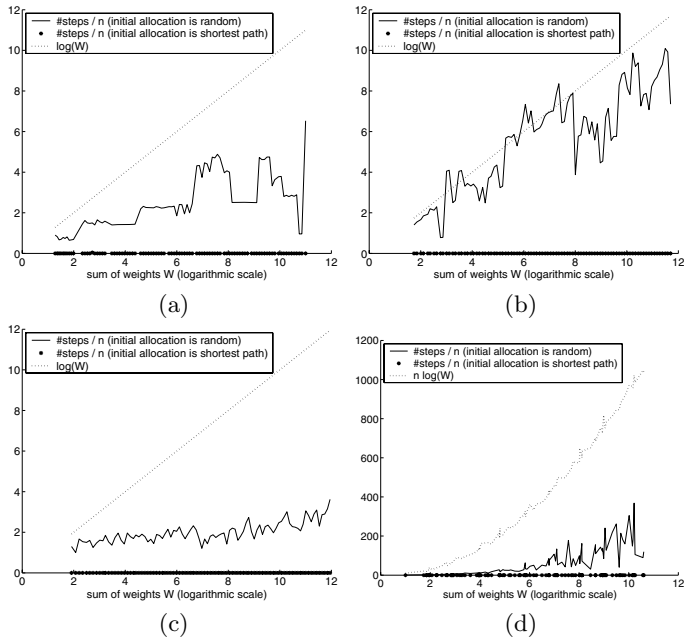 12
10
8
6
4
2
0
#steps / n (initial allocation is random)
#steps / n (initial allocation is shortest path)
log(W)
0 2 4 6 8 10 12
sum of weights W (logarithmic scale)
(a)
12
10
8
6
4
2
0
#steps / n (initial allocation is random)
#steps / n (initial allocation is shortest path)
log(W)
0 2 4 6 8 10 12
sum of weights W (logarithmic scale)
(b)
12
10
8
6
4
2
0
#steps / n (initial allocation is random)
#steps / n (initial allocation is shortest path)
log(W)
0 2 4 6 8 10 12
sum of weights W (logarithmic scale)
(c)
1200
1000
800
600
400
200
0
#steps / n (initial allocation is random)
#steps / n (initial allocation is shortest path)
n log(W)
0 2 4 6 8 10 12
sum of weights W (logarithmic scale)
(d)